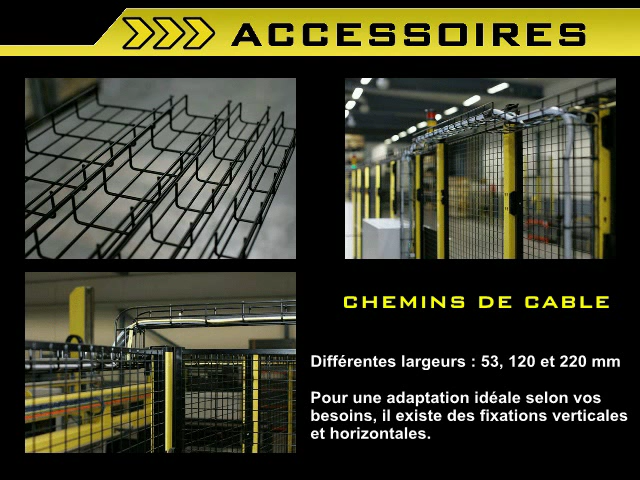 ACCESSOIRES
CHEMINS DE CABLE
Différentes largeurs : 53, 120 et 220 mm
Pour une adaptation idéale selon vos
besoins, il existe des fixations verticales
et horizontales.